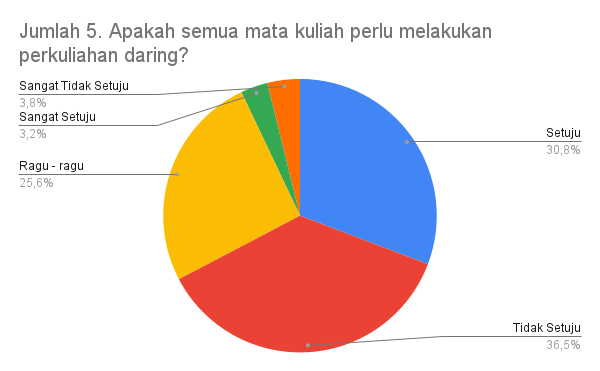 Jumlah 5. Apakah semua mata kuliah perlu melakukan
perkuliahan daring?
Sangat Tidak Setuju
3,8%
Sangat Setuju
3,2%
Ragu - ragu
25,6%
Setuju
30,8%
Tidak Setuju
36,5%